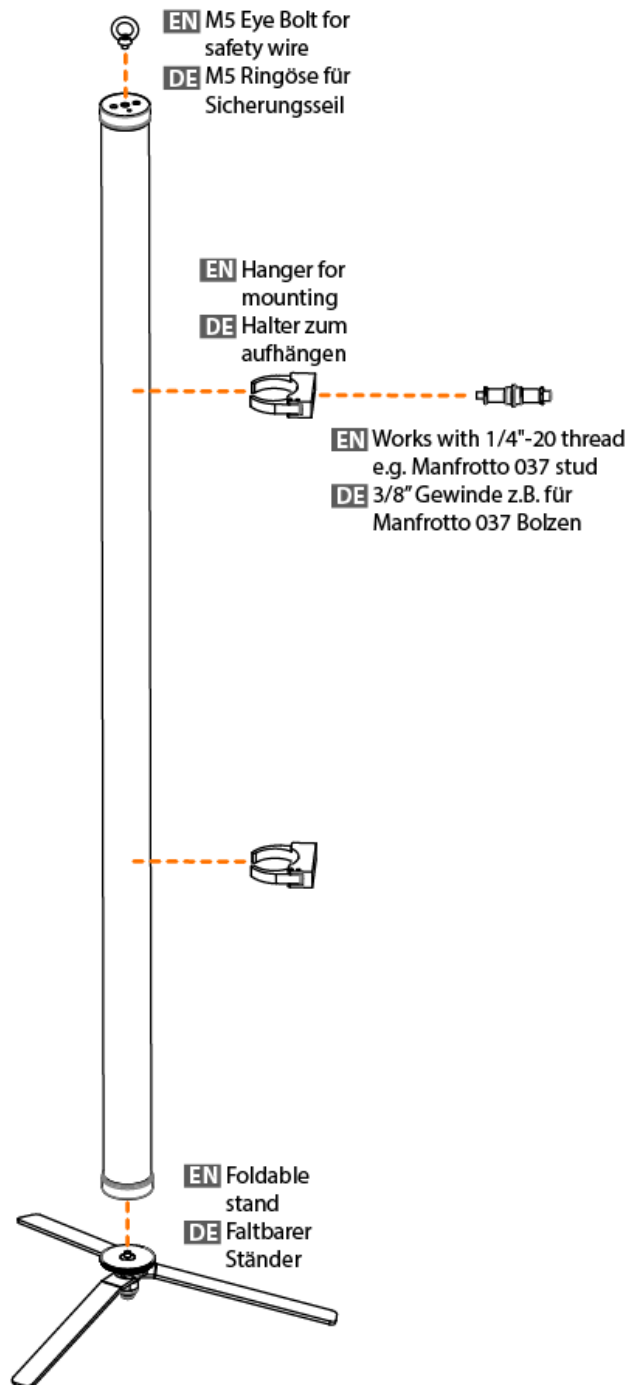 EN M5 Eye Bolt for
safety wire
DE M5 Ringöse für
Sicherungsseil
EN Hanger for
mounting
DE Halter zum
aufhängen
EN Works with 1/4"-20 thread
e.g. Manfrotto 037 stud
DE 3/8" Gewinde z.B. für
Manfrotto 037 Bolzen
EN Foldable
stand
DE Faltbarer
Ständer